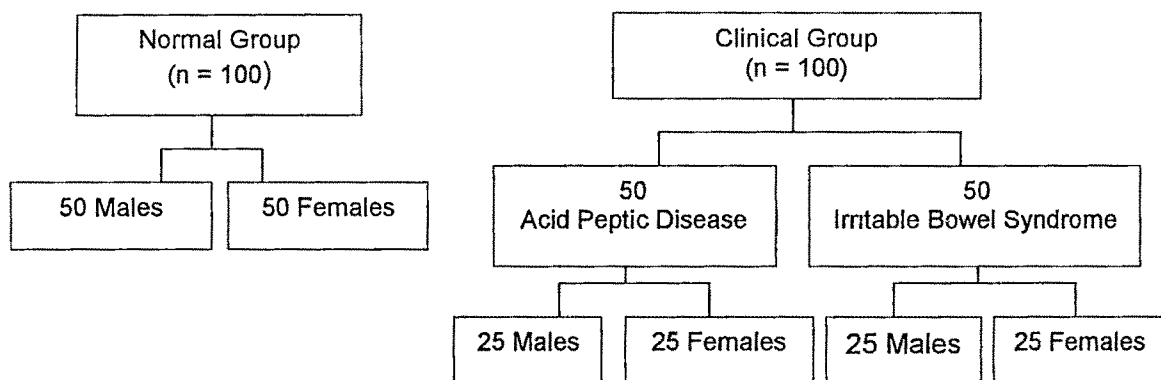 Normal Group
(n = 100)
50 Males
50 Females
Clinical Group
(n = 100)
50
Acid Peptic Disease
50
Irritable Bowel Syndrome
25 Males
25 Females
25 Males
25 Females